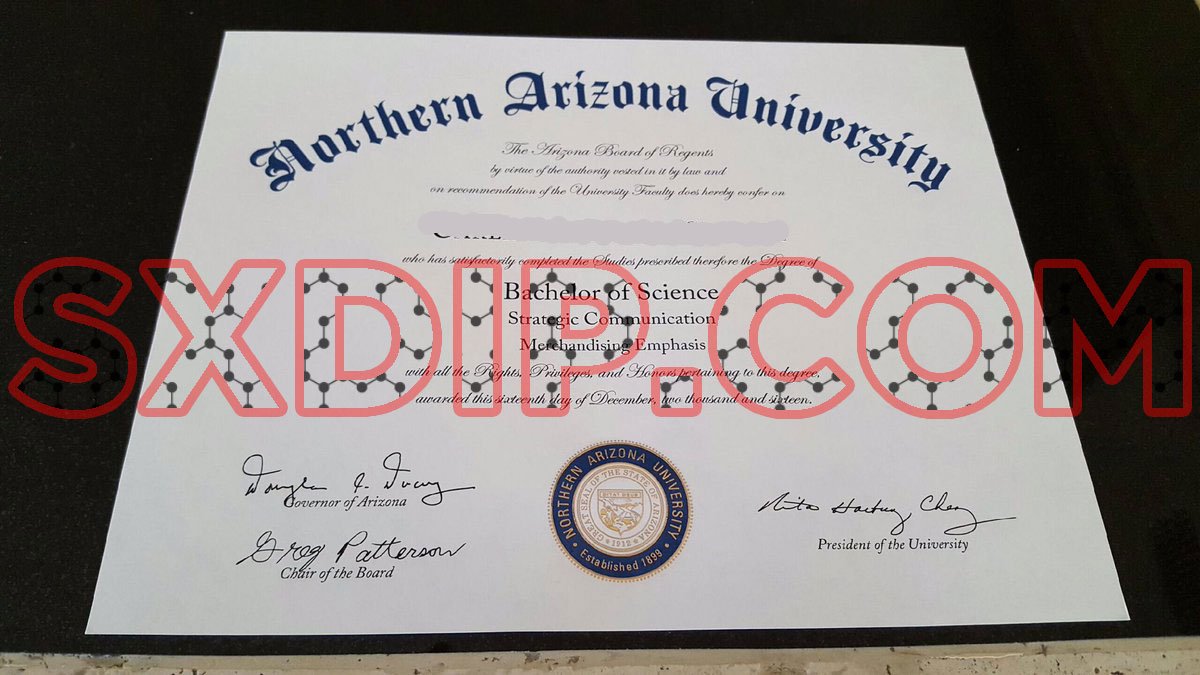 Northern Arizona University
The Arizona Board of Regents
by virtue of the authority vested in it by law and
on recommendation of the University Faculty does hereby confer on
who has satisfactorily completed the Studies prescribed therefore the Degree of
SXDIP.COM
Bachelor of Science
Strategic Communication
Merchandising Emphasis
with all the Rights, Privileges, and Honors pertaining to this degree,
awarded this sixteenth day of December, two thousand and sixteen.
Governor of Arizona
Greg Patterson
Chair of the Board
NORTHERN ARIZONA UNIVERSITY
GREAT SEAL OF THE STATE OF ARIZONA
1912
Established 1899
President of the University